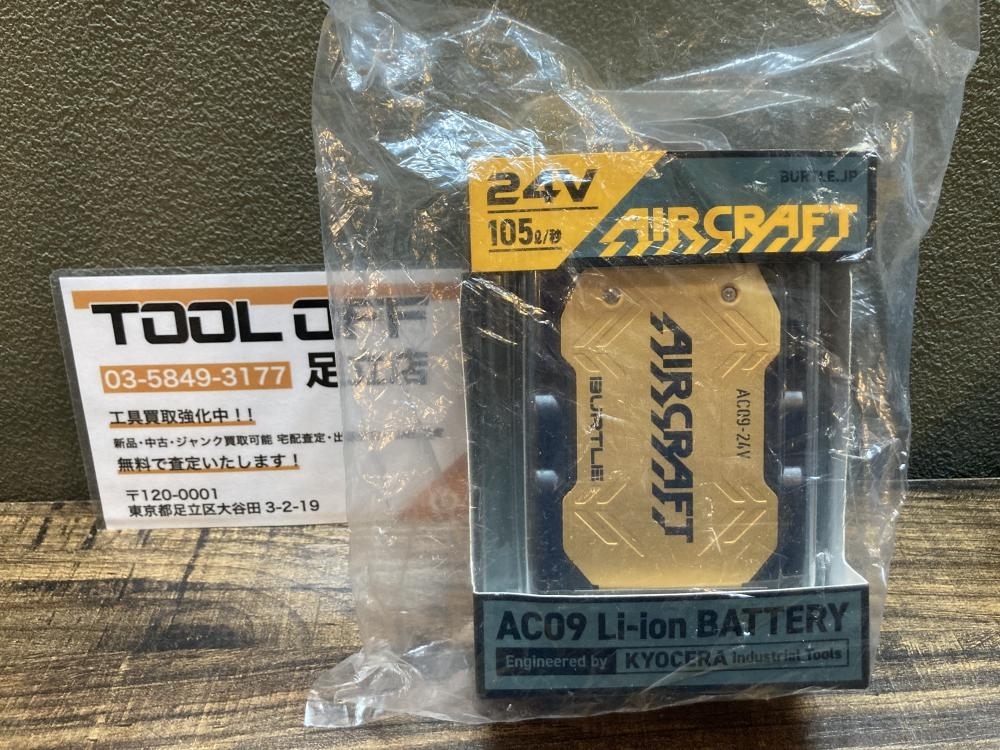 TOOL OFF
03-5849-3177 足立店
工具買取強化中!!
新品・中古・ジャンク買取可能 宅配査定・出
無料で査定いたします!
〒120-0001
東京都足立区大谷田 3-2-19
24V
105ℓ/秒
BURTLE.JP
AIRCRAFT
AIRCRAFT
BURTLE
AC09-24V
AC09 Li-ion BATTERY
Engineered by KYOCERA Industrial Tools